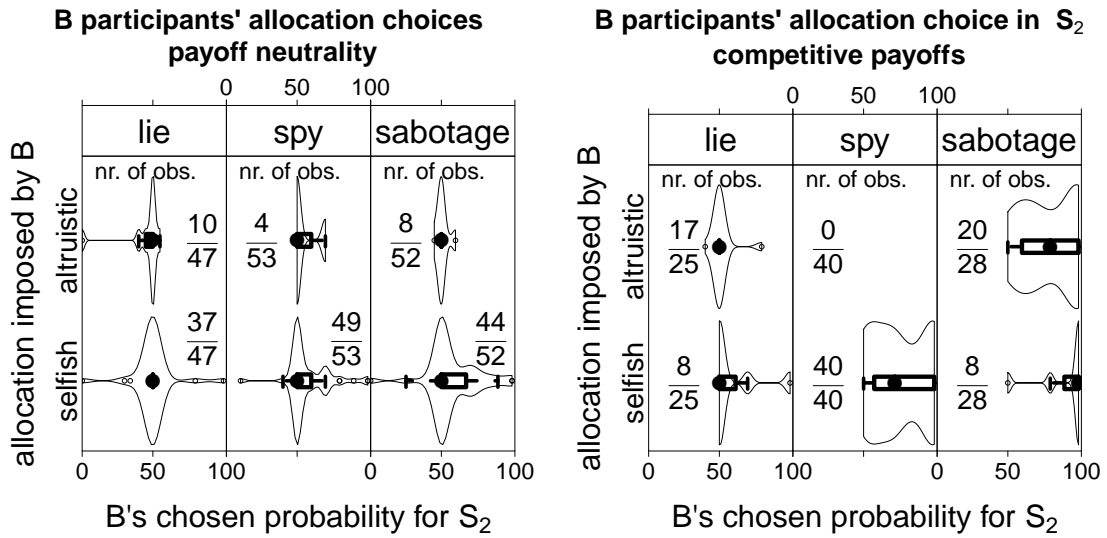 B participants' allocation choices
payoff neutrality
0 50 100
lie spy sabotage
nr. of obs. nr. of obs. nr. of obs.
altruistic
10/47 4/53 8/52
selfish
37/47 49/53 44/52
allocation imposed by B
0 50 100 0 50 100
B's chosen probability for S2
B participants' allocation choice in S2
competitive payoffs
0 50 100
lie spy sabotage
nr. of obs. nr. of obs. nr. of obs.
altruistic
17/25 0/40 20/28
selfish
8/25 40/40 8/28
allocation imposed by B
0 50 100 0 50 100
B's chosen probability for S2